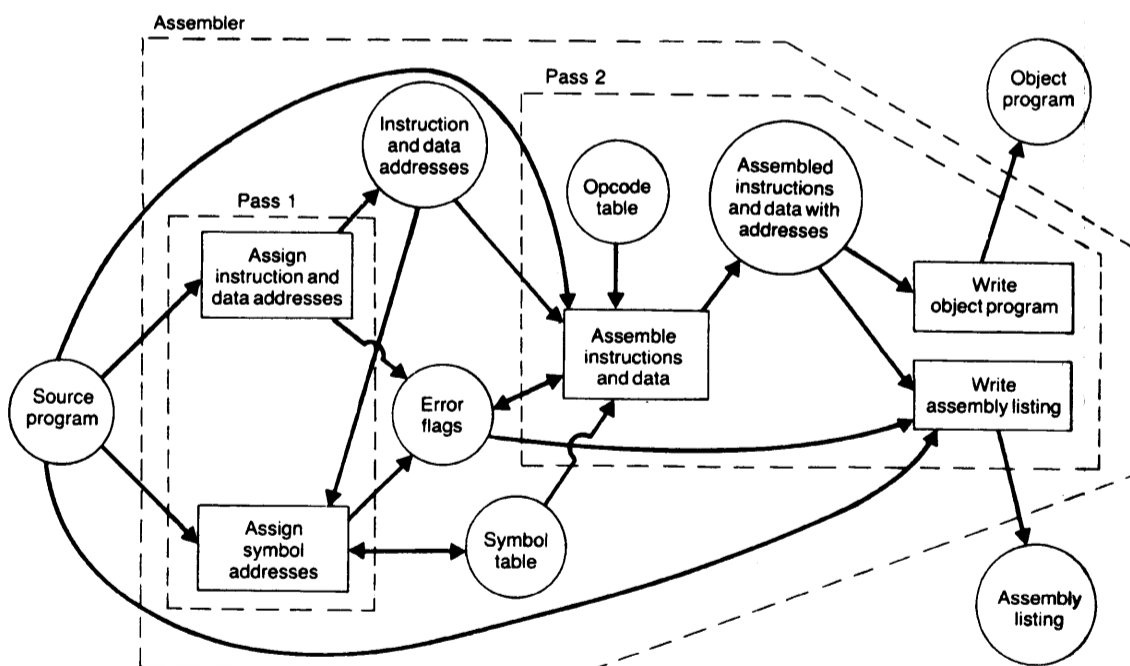 Assembler
Pass 2
Object
program
Instruction
and data
addresses
Opcode
table
Assembled
instructions
and data with
addresses
Pass 1
Assign
instruction and
data addresses
Write
object program
Assemble
instructions
and data
Source
program
Error
flags
Write
assembly listing
Assign
symbol
addresses
Symbol
table
Assembly
listing